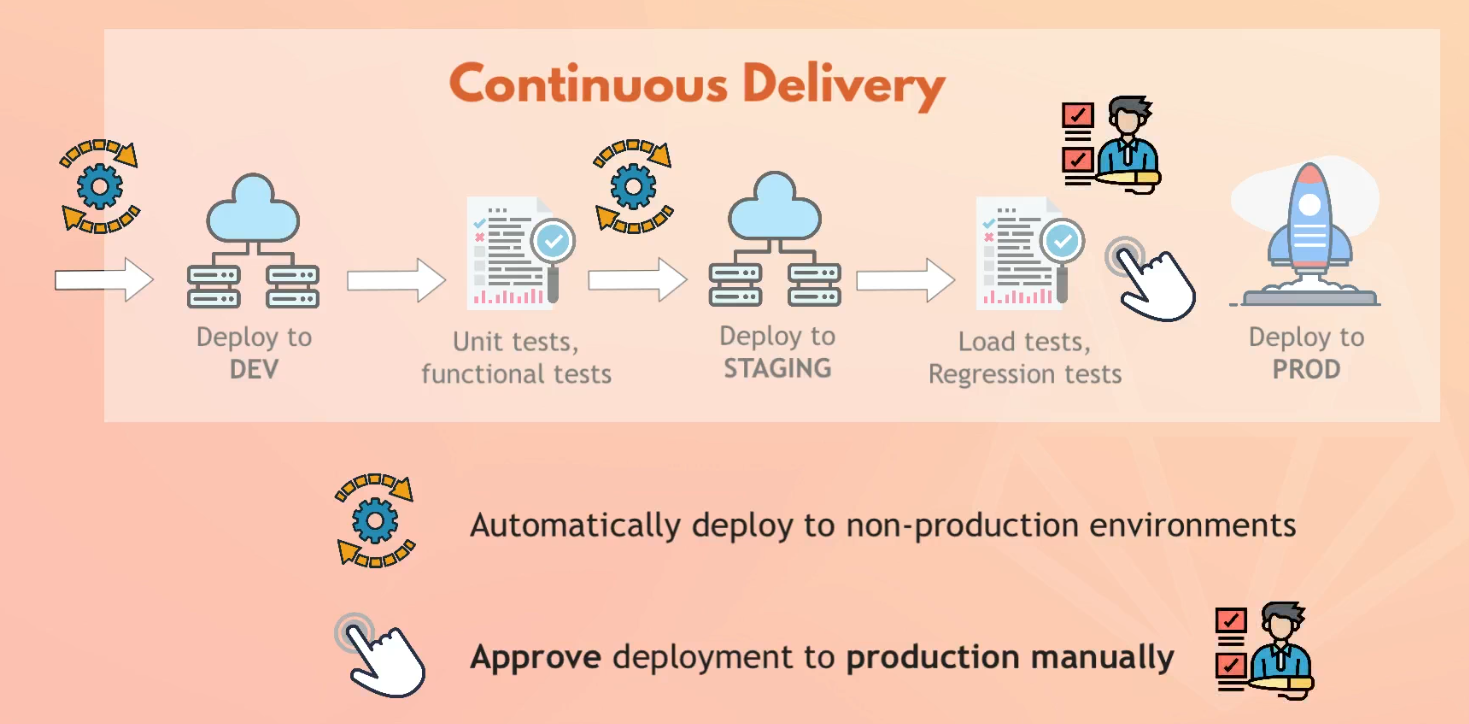 Continuous Delivery
Deploy to
DEV
Unit tests,
functional tests
Deploy to
STAGING
Load tests,
Regression tests
Deploy to
PROD
Automatically deploy to non-production environments
Approve deployment to production manually